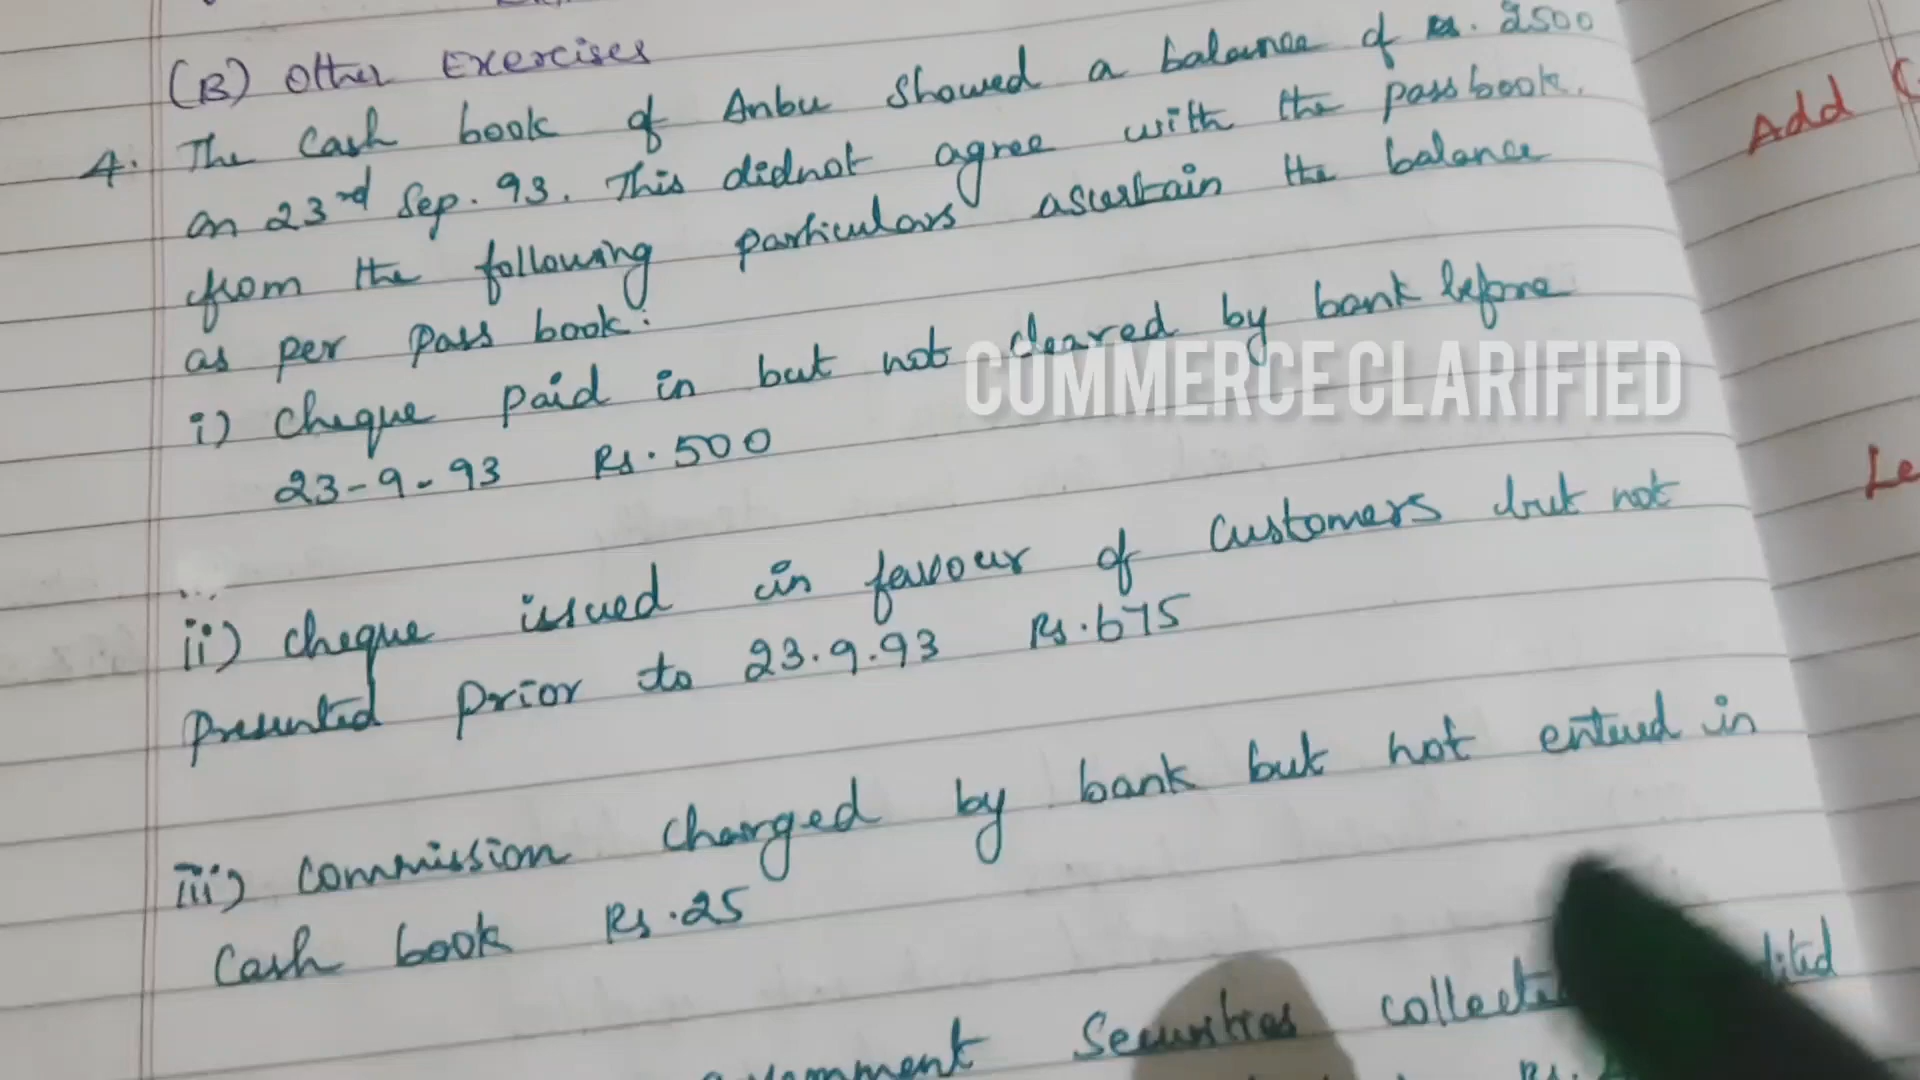 (B) Other Exercises
4. The Cash book of Anbu showed a balance of Rs. 2500
on 23rd Sep. 93. This didnot agree with the passbook.
from the following particulars ascertain the balance
as per pass book:
i) Cheque paid in but not cleared by bank before
23-9-93 Rs. 500
ii) cheque issued in favour of customers but not
presented prior to 23.9.93 Rs. 675
iii) commission charged by bank but not entered in
Cash book Rs. 25
Securities
Rs.
Add
COMMERCE CLARIFIED